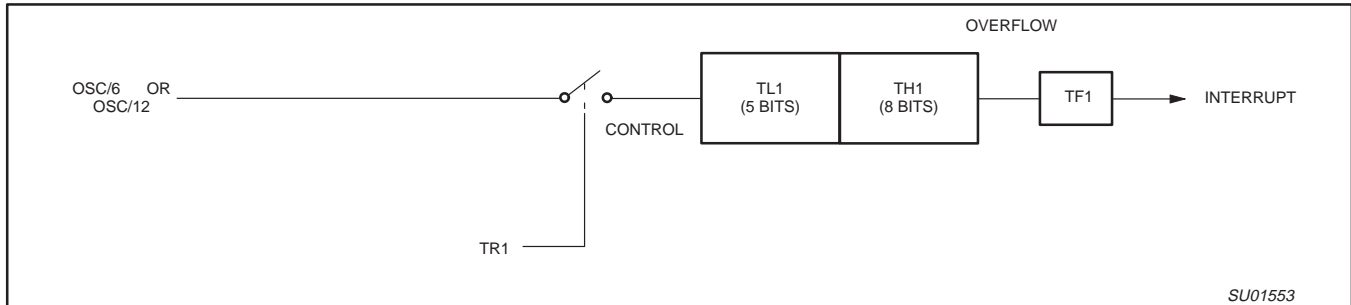 OVERFLOW
OSC/6 OR
OSC/12
TL1
(5 BITS)
TH1
(8 BITS)
TF1
INTERRUPT
CONTROL
TR1
SU01553